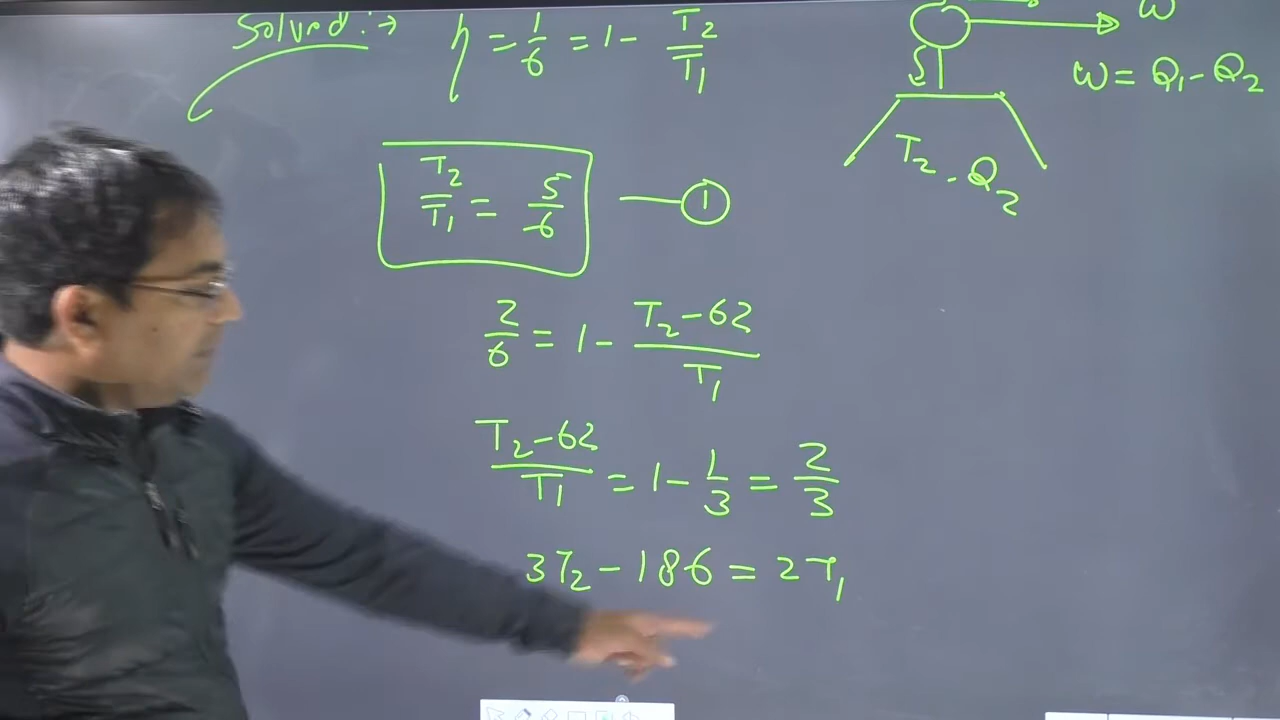 Solved :→ η = 1/6 = 1 - T₂/T₁
ω
ω = Q₁ - Q₂
T₂ - Q₂
T₂/T₁ = 5/6 — ①
2/6 = 1 - (T₂ - 62)/T₁
(T₂ - 62)/T₁ = 1 - 1/3 = 2/3
3T₂ - 186 = 2T₁